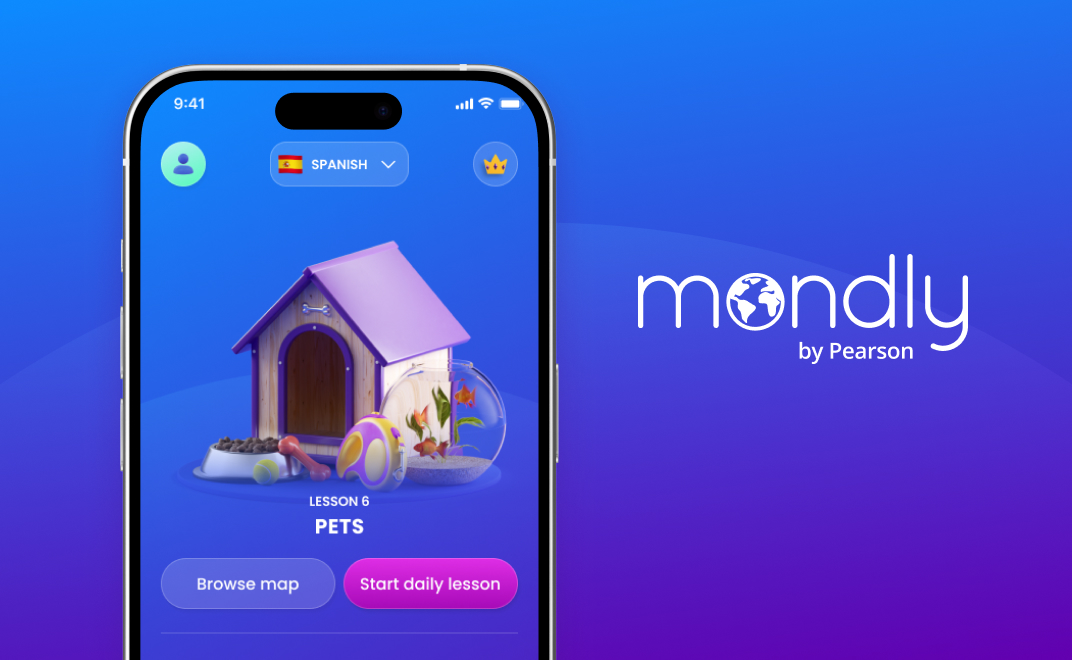 9:41
SPANISH
LESSON 6
PETS
Browse map
Start daily lesson
mondly
by Pearson